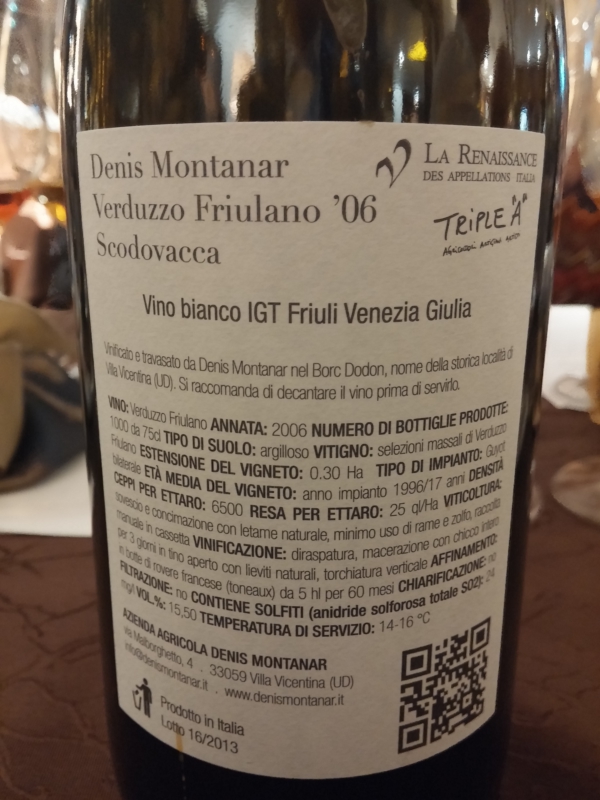 Denis Montanar
Verduzzo Friulano '06
Scodovacca
LA RENAISSANCE
DES APPELLATIONS ITALIA
TRIPLE "A"
AGRICOLTORI ARTIGIANI ARTISTI
Vino bianco IGT Friuli Venezia Giulia
Vinificato e travasato da Denis Montanar nel Borc Dodon, nome della storica località di
Villa Vicentina (UD). Si raccomanda di decantare il vino prima di servirlo.
VINO: Verduzzo Friulano ANNATA: 2006 NUMERO DI BOTTIGLIE PRODOTTE:
1000 da 75cl TIPO DI SUOLO: argilloso VITIGNO: selezioni massali di Verduzzo
Friulano ESTENSIONE DEL VIGNETO: 0.30 Ha TIPO DI IMPIANTO: Guyot
bilaterale ETÀ MEDIA DEL VIGNETO: anno impianto 1996/17 anni DENSITÀ
CEPPI PER ETTARO: 6500 RESA PER ETTARO: 25 ql/Ha VITICOLTURA:
sovescio e concimazione con letame naturale, minimo uso di rame e zolfo, raccolta
manuale in cassetta VINIFICAZIONE: diraspatura, macerazione con chicco intero
per 3 giorni in tino aperto con lieviti naturali, torchiatura verticale AFFINAMENTO:
in botte di rovere francese (toneaux) da 5 hl per 60 mesi CHIARIFICAZIONE: no
FILTRAZIONE: no CONTIENE SOLFITI (anidride solforosa totale SO2): 24
mg/l VOL.%: 15,50 TEMPERATURA DI SERVIZIO: 14-16 °C
AZIENDA AGRICOLA DENIS MONTANAR
via Malborghetto, 4 . 33059 Villa Vicentina (UD)
info@denismontanar.it . www.denismontanar.it
Prodotto in Italia
Lotto 16/2013